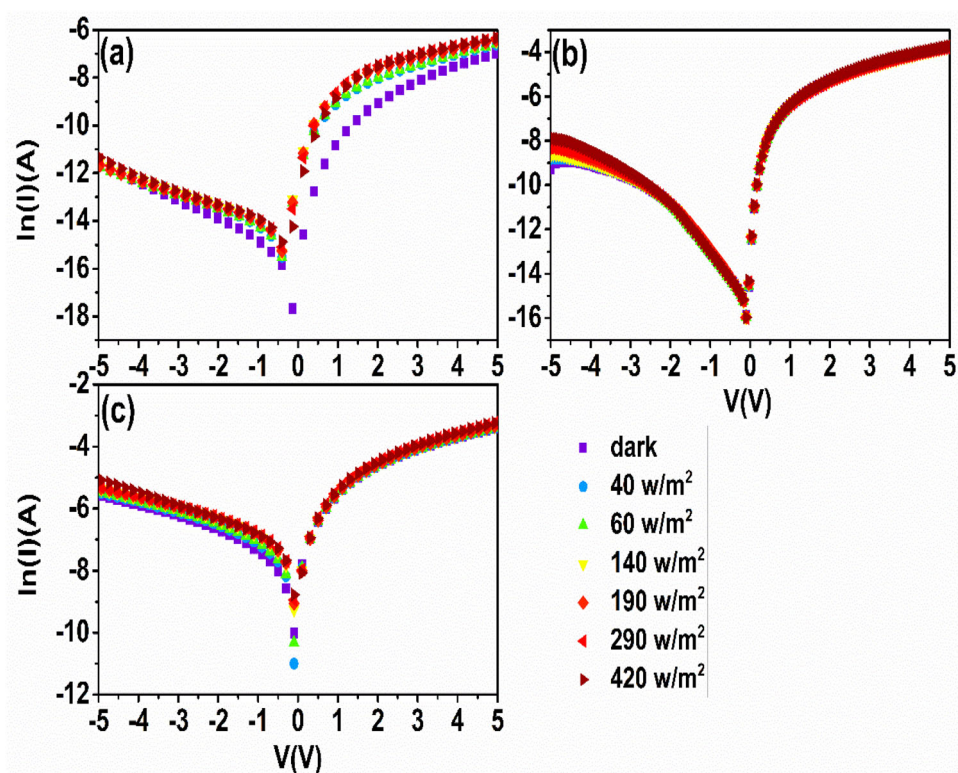 (a)
ln(I)(A)
-6
-8
-10
-12
-14
-16
-18
-5 -4 -3 -2 -1 0 1 2 3 4 5
(b)
-4
-6
-8
-10
-12
-14
-16
-5 -4 -3 -2 -1 0 1 2 3 4 5
V(V)
(c)
ln(I)(A)
-2
-4
-6
-8
-10
-12
-5 -4 -3 -2 -1 0 1 2 3 4 5
V(V)
dark
40 w/m²
60 w/m²
140 w/m²
190 w/m²
290 w/m²
420 w/m²